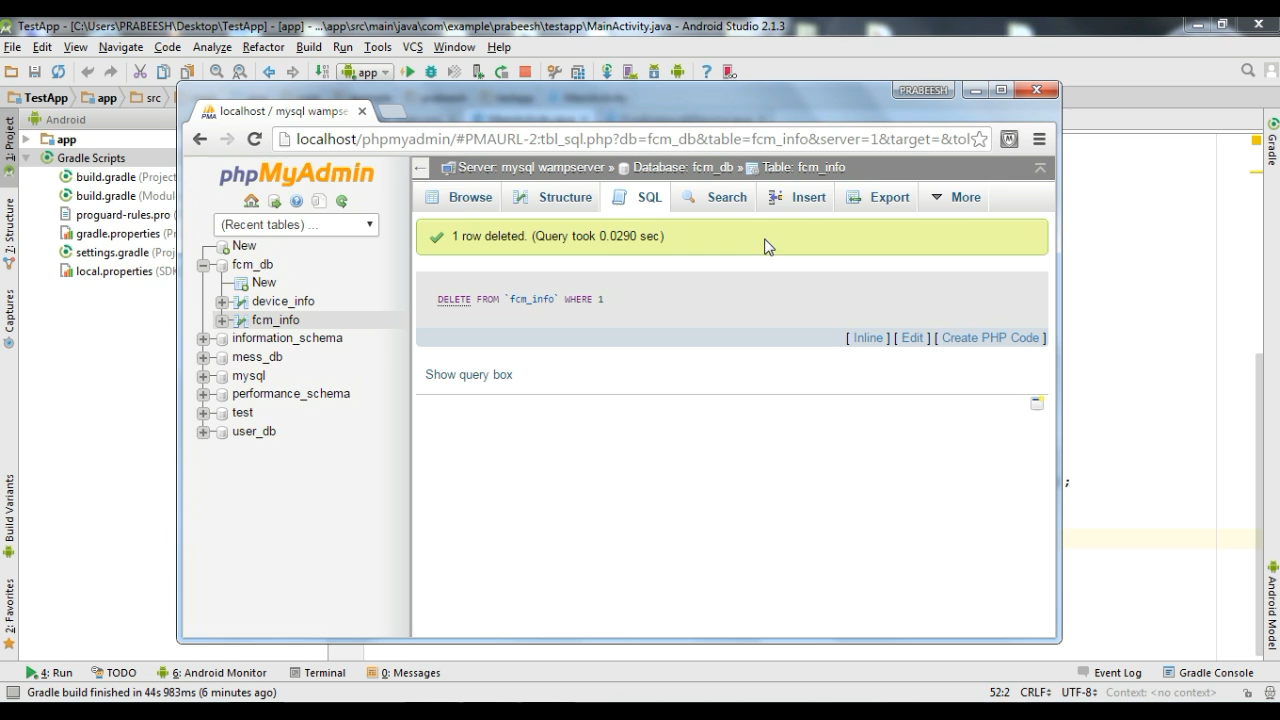 TestApp - [C:\Users\PRABEESH\Desktop\TestApp] - [app] - ...\app\src\main\java\com\example\prabeesh\testapp\MainActivity.java - Android Studio 2.1.3
File Edit View Navigate Code Analyze Refactor Build Run Tools VCS Window Help
app
TestApp app src
PRABEESH
localhost / mysql wampse
localhost/phpmyadmin/#PMAURL-2:tbl_sql.php?db=fcm_db&table=fcm_info&server=1&target=&tol
1: Project
7: Structure
Captures
Build Variants
2: Favorites
Android
app
Gradle Scripts
build.gradle (Project
build.gradle (Modul
proguard-rules.pro (
gradle.properties (Pr
settings.gradle (Proj
local.properties (SDK
phpMyAdmin
(Recent tables) ...
New
fcm_db
New
device_info
fcm_info
information_schema
mess_db
mysql
performance_schema
test
user_db
Server: mysql wampserver » Database: fcm_db » Table: fcm_info
Browse Structure SQL Search Insert Export More
1 row deleted. (Query took 0.0290 sec)
DELETE FROM `fcm_info` WHERE 1
[ Inline ] [ Edit ] [ Create PHP Code ]
Show query box
;
Gradle
Android Model
4: Run TODO 6: Android Monitor Terminal 0: Messages Event Log Gradle Console
Gradle build finished in 44s 983ms (6 minutes ago) 52:2 CRLF UTF-8 Context: <no context>